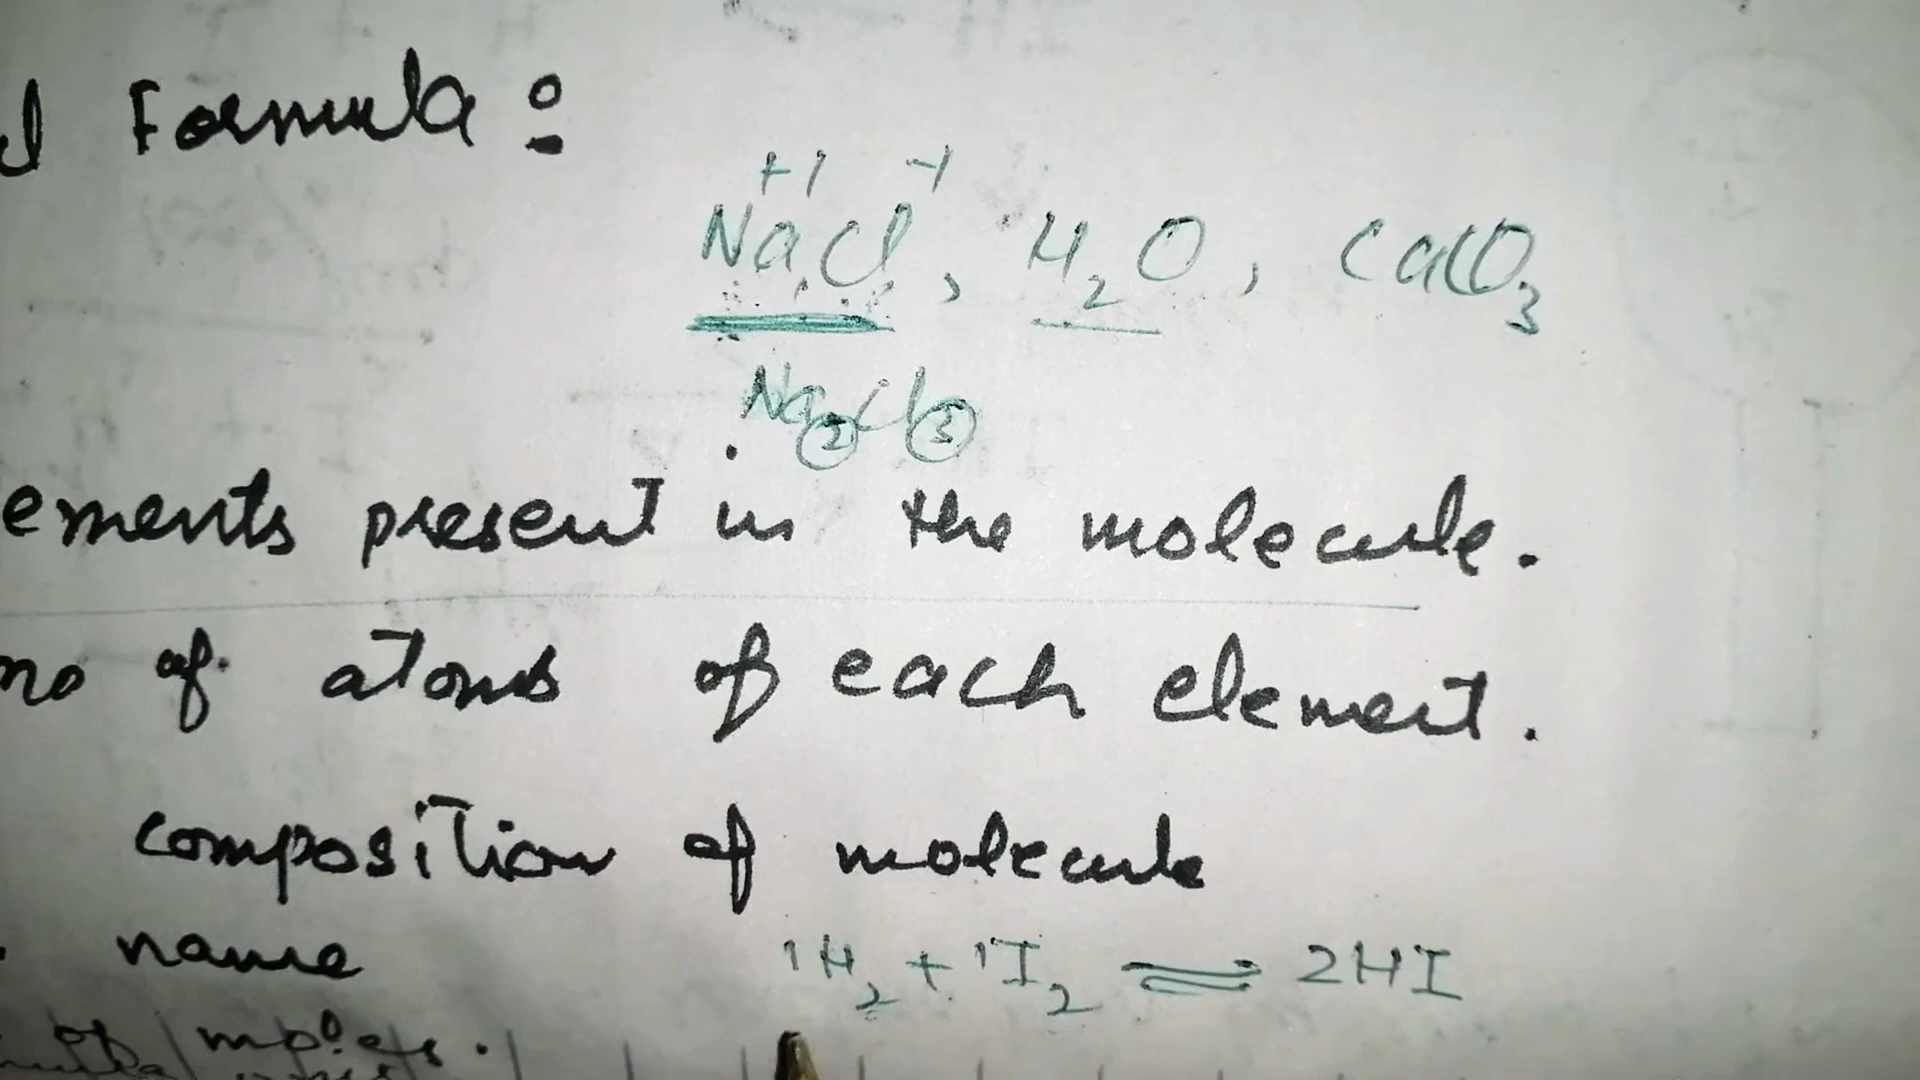 l Formula :
+1 -1
NaCl, H₂O, CaCO₃
Na₂Cl₃
ements present in the molecule.
no of atoms of each element.
composition of molecule
name
1H₂ + 1I₂ ⇌ 2HI
of moles.